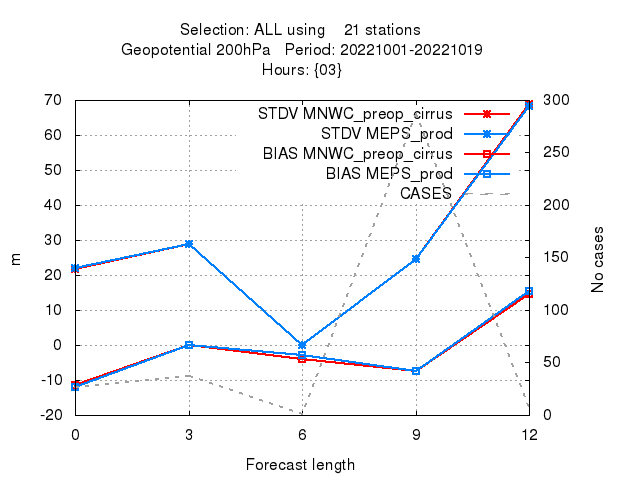 Selection: ALL using    21 stations
Geopotential 200hPa   Period: 20221001-20221019
Hours: {03}
STDV MNWC_preop_cirrus
STDV MEPS_prod
BIAS MNWC_preop_cirrus
BIAS MEPS_prod
CASES
70
60
50
40
30
20
10
0
-10
-20
m
300
250
200
150
100
50
0
No cases
0 3 6 9 12
Forecast length